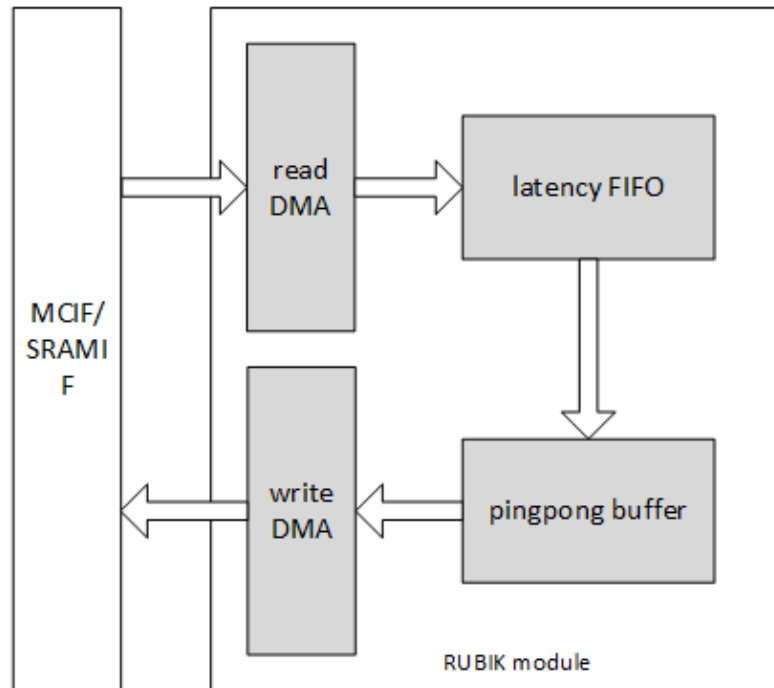 read
DMA
latency FIFO
MCIF/
SRAMI
F
write
DMA
pingpong buffer
RUBIK module